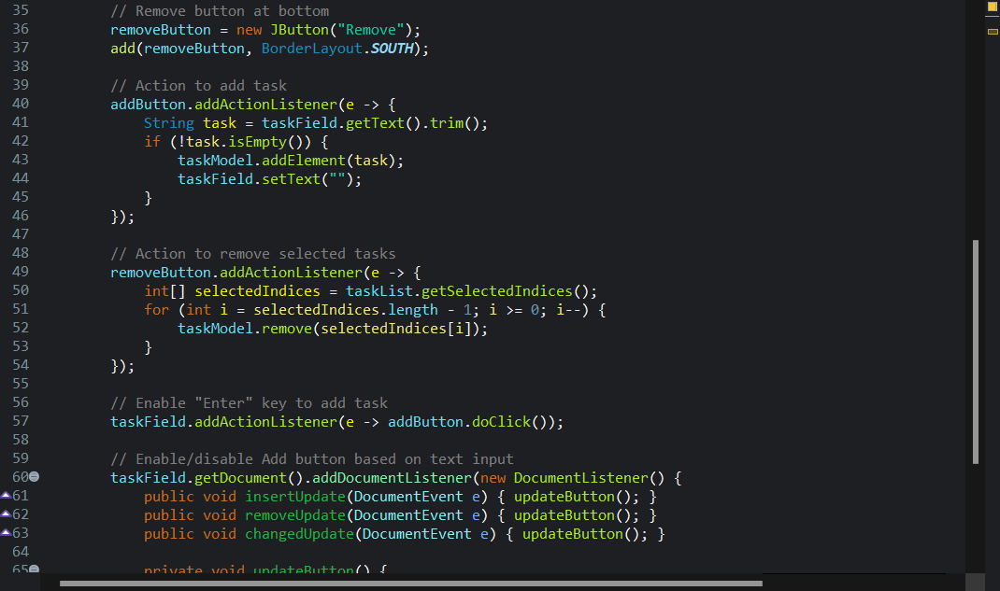 35 // Remove button at bottom
36 removeButton = new JButton("Remove");
37 add(removeButton, BorderLayout.SOUTH);
38
39 // Action to add task
40 addButton.addActionListener(e -> {
41 String task = taskField.getText().trim();
42 if (!task.isEmpty()) {
43 taskModel.addElement(task);
44 taskField.setText("");
45 }
46 });
47
48 // Action to remove selected tasks
49 removeButton.addActionListener(e -> {
50 int[] selectedIndices = taskList.getSelectedIndices();
51 for (int i = selectedIndices.length - 1; i >= 0; i--) {
52 taskModel.remove(selectedIndices[i]);
53 }
54 });
55
56 // Enable "Enter" key to add task
57 taskField.addActionListener(e -> addButton.doClick());
58
59 // Enable/disable Add button based on text input
60 taskField.getDocument().addDocumentListener(new DocumentListener() {
61 public void insertUpdate(DocumentEvent e) { updateButton(); }
62 public void removeUpdate(DocumentEvent e) { updateButton(); }
63 public void changedUpdate(DocumentEvent e) { updateButton(); }
64
65 private void updateButton() {